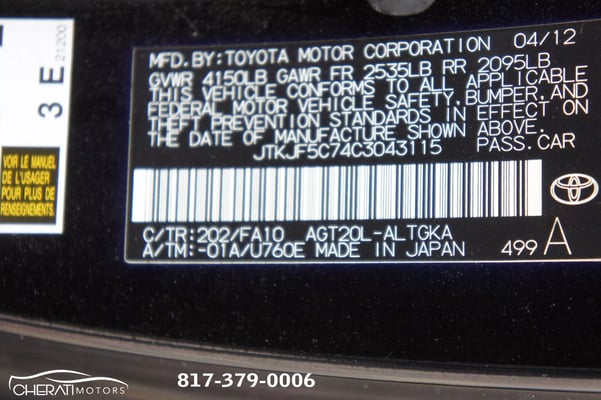 3 E
21200
VOIR LE MANUEL
DE L'USAGER
POUR PLUS DE
RENSEIGNEMENTS.
MFD. BY: TOYOTA MOTOR CORPORATION 04/12
GVWR 4150LB GAWR FR 2535LB RR 2095LB
THIS VEHICLE CONFORMS TO ALL APPLICABLE
FEDERAL MOTOR VEHICLE SAFETY, BUMPER, AND
THEFT PREVENTION STANDARDS IN EFFECT ON
THE DATE OF MANUFACTURE SHOWN ABOVE.
JTKJF5C74C3043115 PASS. CAR
C/TR: 202/FA10 AGT20L-ALTGKA
A/TM: -01A/U760E MADE IN JAPAN 499 A
CHERATI MOTORS
817-379-0006